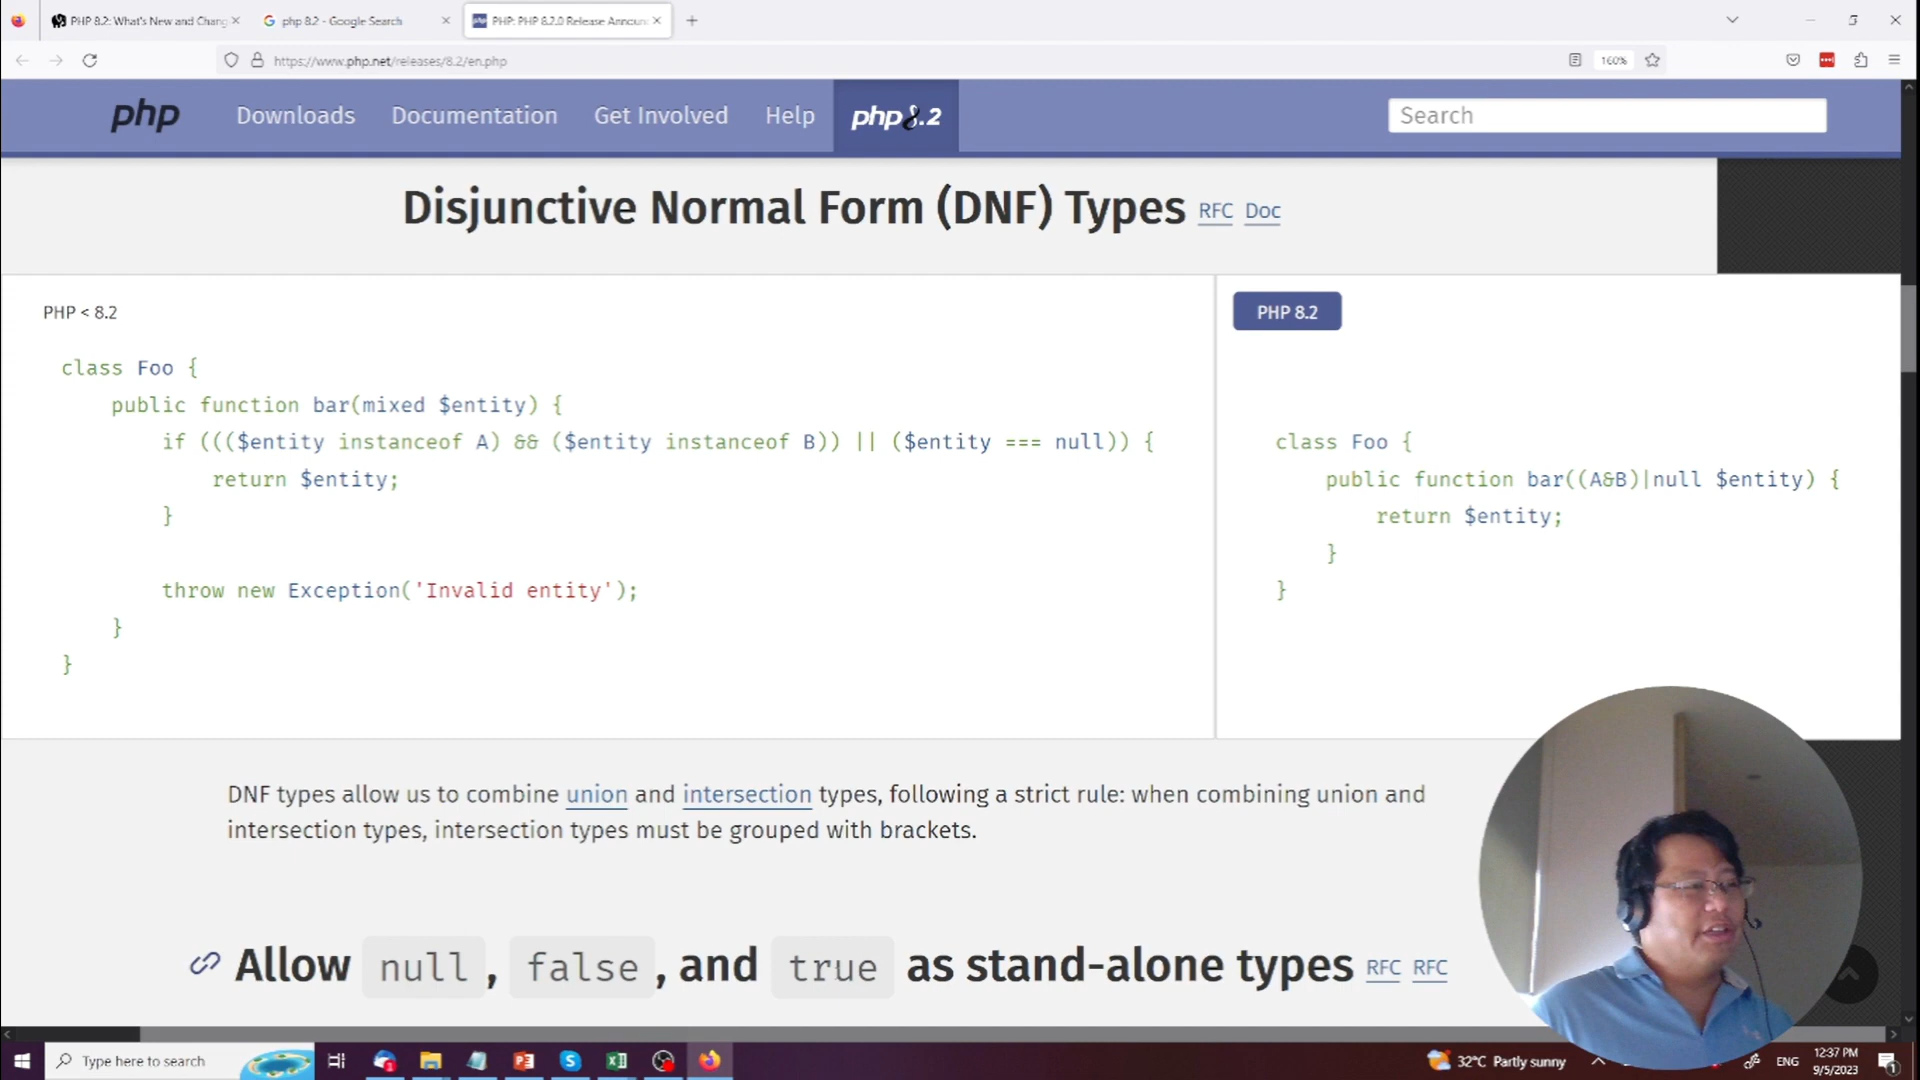 PHP 8.2: What's New and Chang
php 8.2 - Google Search
PHP: PHP 8.2.0 Release Announ
https://www.php.net/releases/8.2/en.php
160%
php
Downloads
Documentation
Get Involved
Help
php8.2
Search
Disjunctive Normal Form (DNF) Types RFC Doc
PHP < 8.2
class Foo {
public function bar(mixed $entity) {
if ((($entity instanceof A) && ($entity instanceof B)) || ($entity === null)) {
return $entity;
}
throw new Exception('Invalid entity');
}
}
PHP 8.2
class Foo {
public function bar((A&B)|null $entity) {
return $entity;
}
}
DNF types allow us to combine union and intersection types, following a strict rule: when combining union and
intersection types, intersection types must be grouped with brackets.
Allow null, false, and true as stand-alone types RFC RFC
Type here to search
32°C Partly sunny
ENG
12:37 PM
9/5/2023